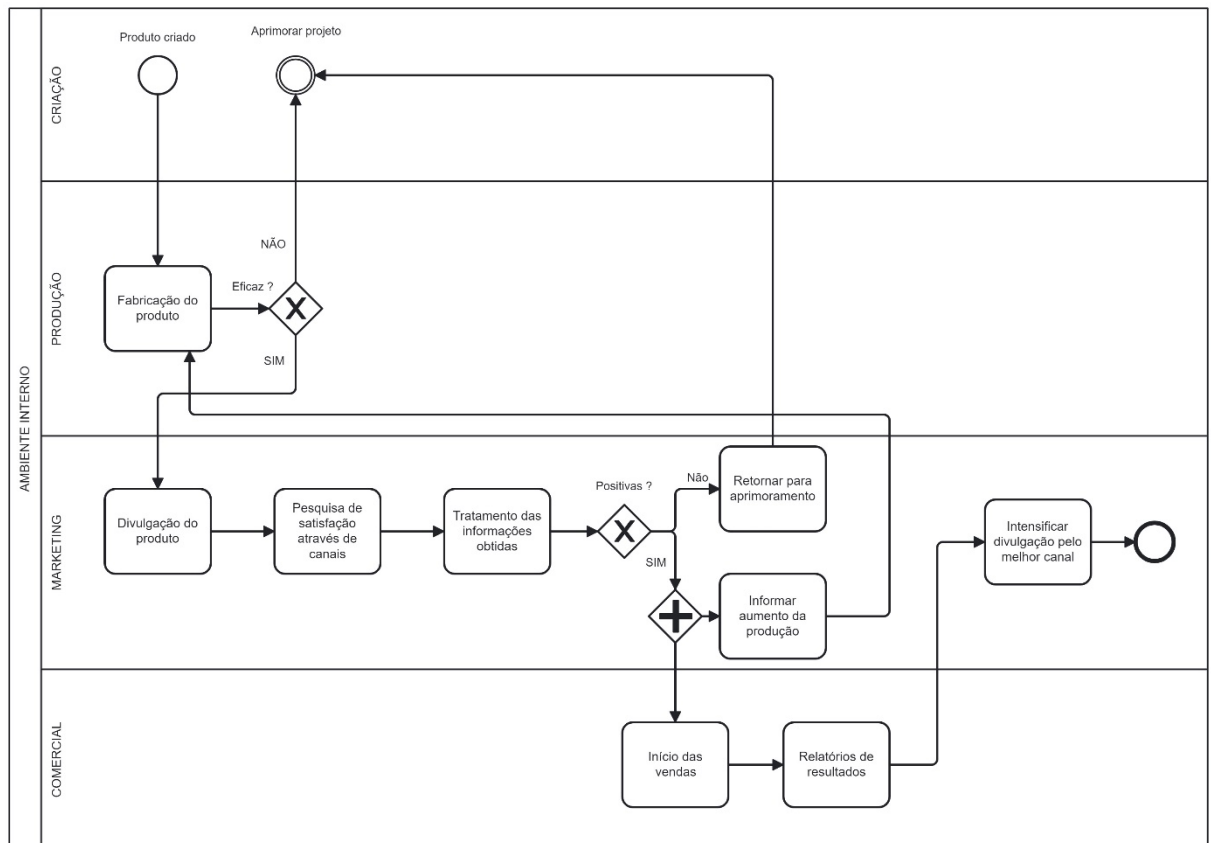 AMBIENTE INTERNO
CRIAÇÃO
Produto criado
Aprimorar projeto
PRODUÇÃO
Fabricação do
produto
Eficaz ?
NÃO
SIM
MARKETING
Divulgação do
produto
Pesquisa de
satisfação
através de
canais
Tratamento das
informações
obtidas
Positivas ?
Não
SIM
Retornar para
aprimoramento
Informar
aumento da
produção
Intensificar
divulgação pelo
melhor canal
COMERCIAL
Início das
vendas
Relatórios de
resultados